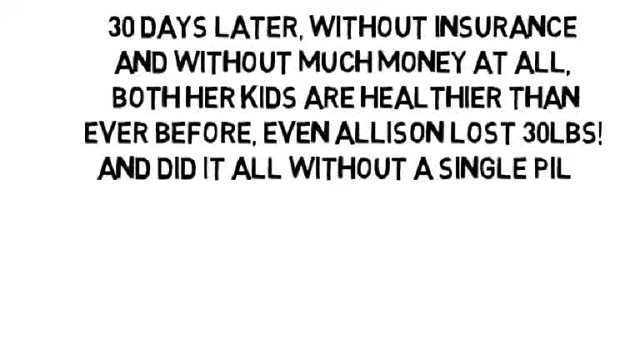 30 DAYS LATER, WITHOUT INSURANCE
AND WITHOUT MUCH MONEY AT ALL,
BOTH HER KIDS ARE HEALTHIER THAN
EVER BEFORE, EVEN ALLISON LOST 30LBS!
AND DID IT ALL WITHOUT A SINGLE PIL